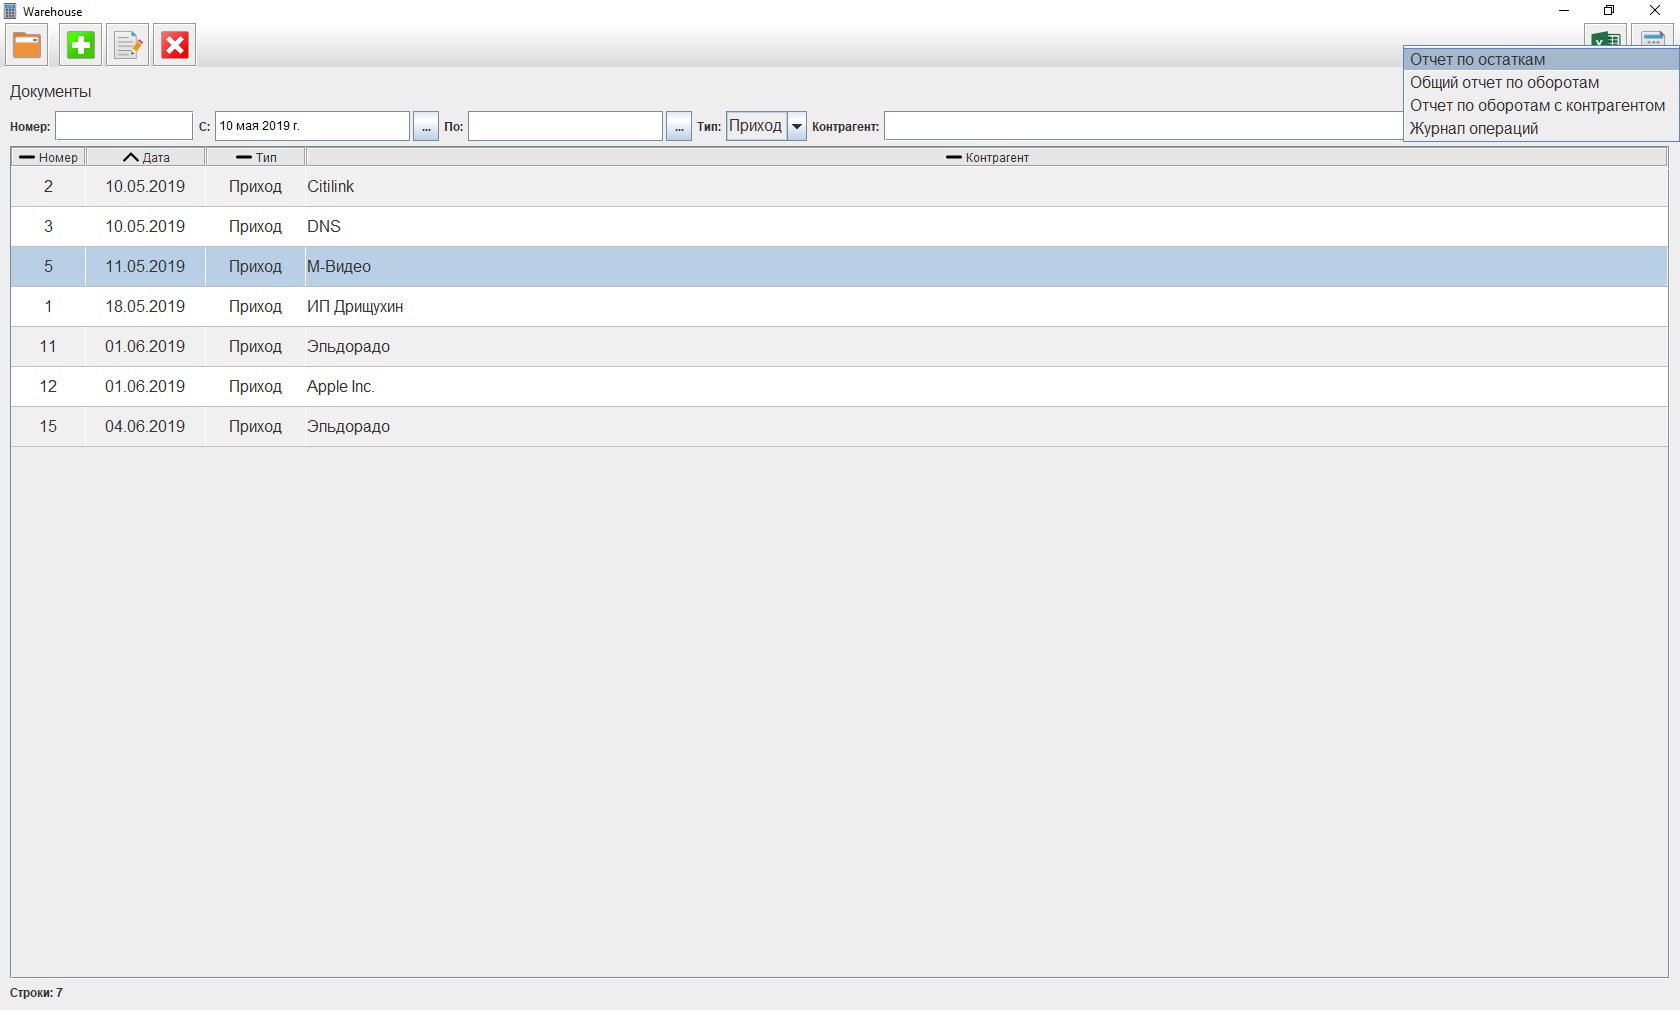 Warehouse
Отчет по остаткам
Общий отчет по оборотам
Отчет по оборотам с контрагентом
Журнал операций
Документы
Номер: С: 10 мая 2019 г. ... По: ... Тип: Приход Контрагент:
Номер Дата Тип Контрагент
2 10.05.2019 Приход Citilink
3 10.05.2019 Приход DNS
5 11.05.2019 Приход М-Видео
1 18.05.2019 Приход ИП Дрищухин
11 01.06.2019 Приход Эльдорадо
12 01.06.2019 Приход Apple Inc.
15 04.06.2019 Приход Эльдорадо
Строки: 7